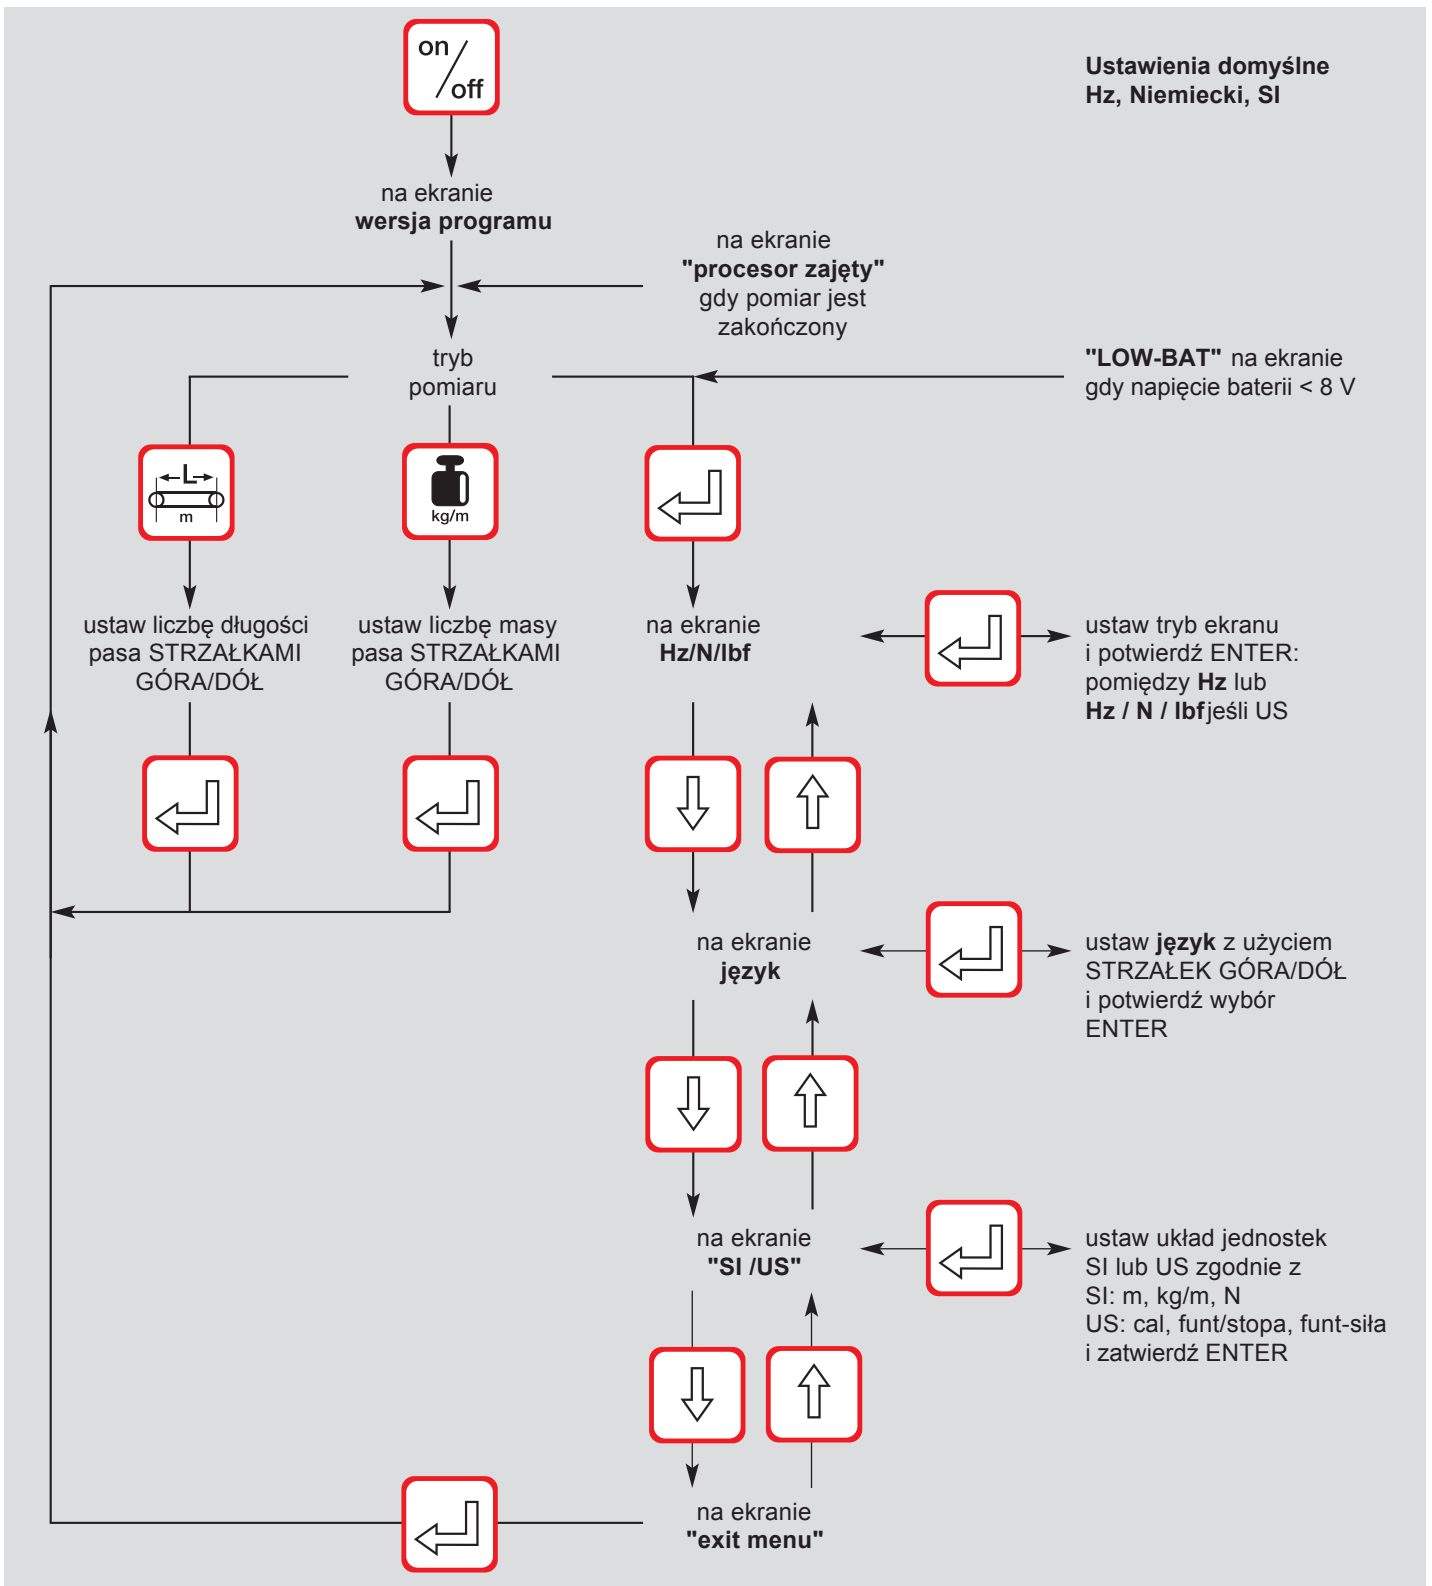 on
off
Ustawienia domyślne
Hz, Niemiecki, SI
na ekranie
wersja programu
na ekranie
"procesor zajęty"
gdy pomiar jest
zakończony
tryb
pomiaru
"LOW-BAT" na ekranie
gdy napięcie baterii < 8 V
L
m
kg/m
ustaw liczbę długości
pasa STRZAŁKAMI
GÓRA/DÓŁ
ustaw liczbę masy
pasa STRZAŁKAMI
GÓRA/DÓŁ
na ekranie
Hz/N/lbf
ustaw tryb ekranu
i potwierdź ENTER:
pomiędzy Hz lub
Hz / N / lbf jeśli US
na ekranie
język
ustaw język z użyciem
STRZAŁEK GÓRA/DÓŁ
i potwierdź wybór
ENTER
na ekranie
"SI /US"
ustaw układ jednostek
SI lub US zgodnie z
SI: m, kg/m, N
US: cal, funt/stopa, funt-siła
i zatwierdź ENTER
na ekranie
"exit menu"